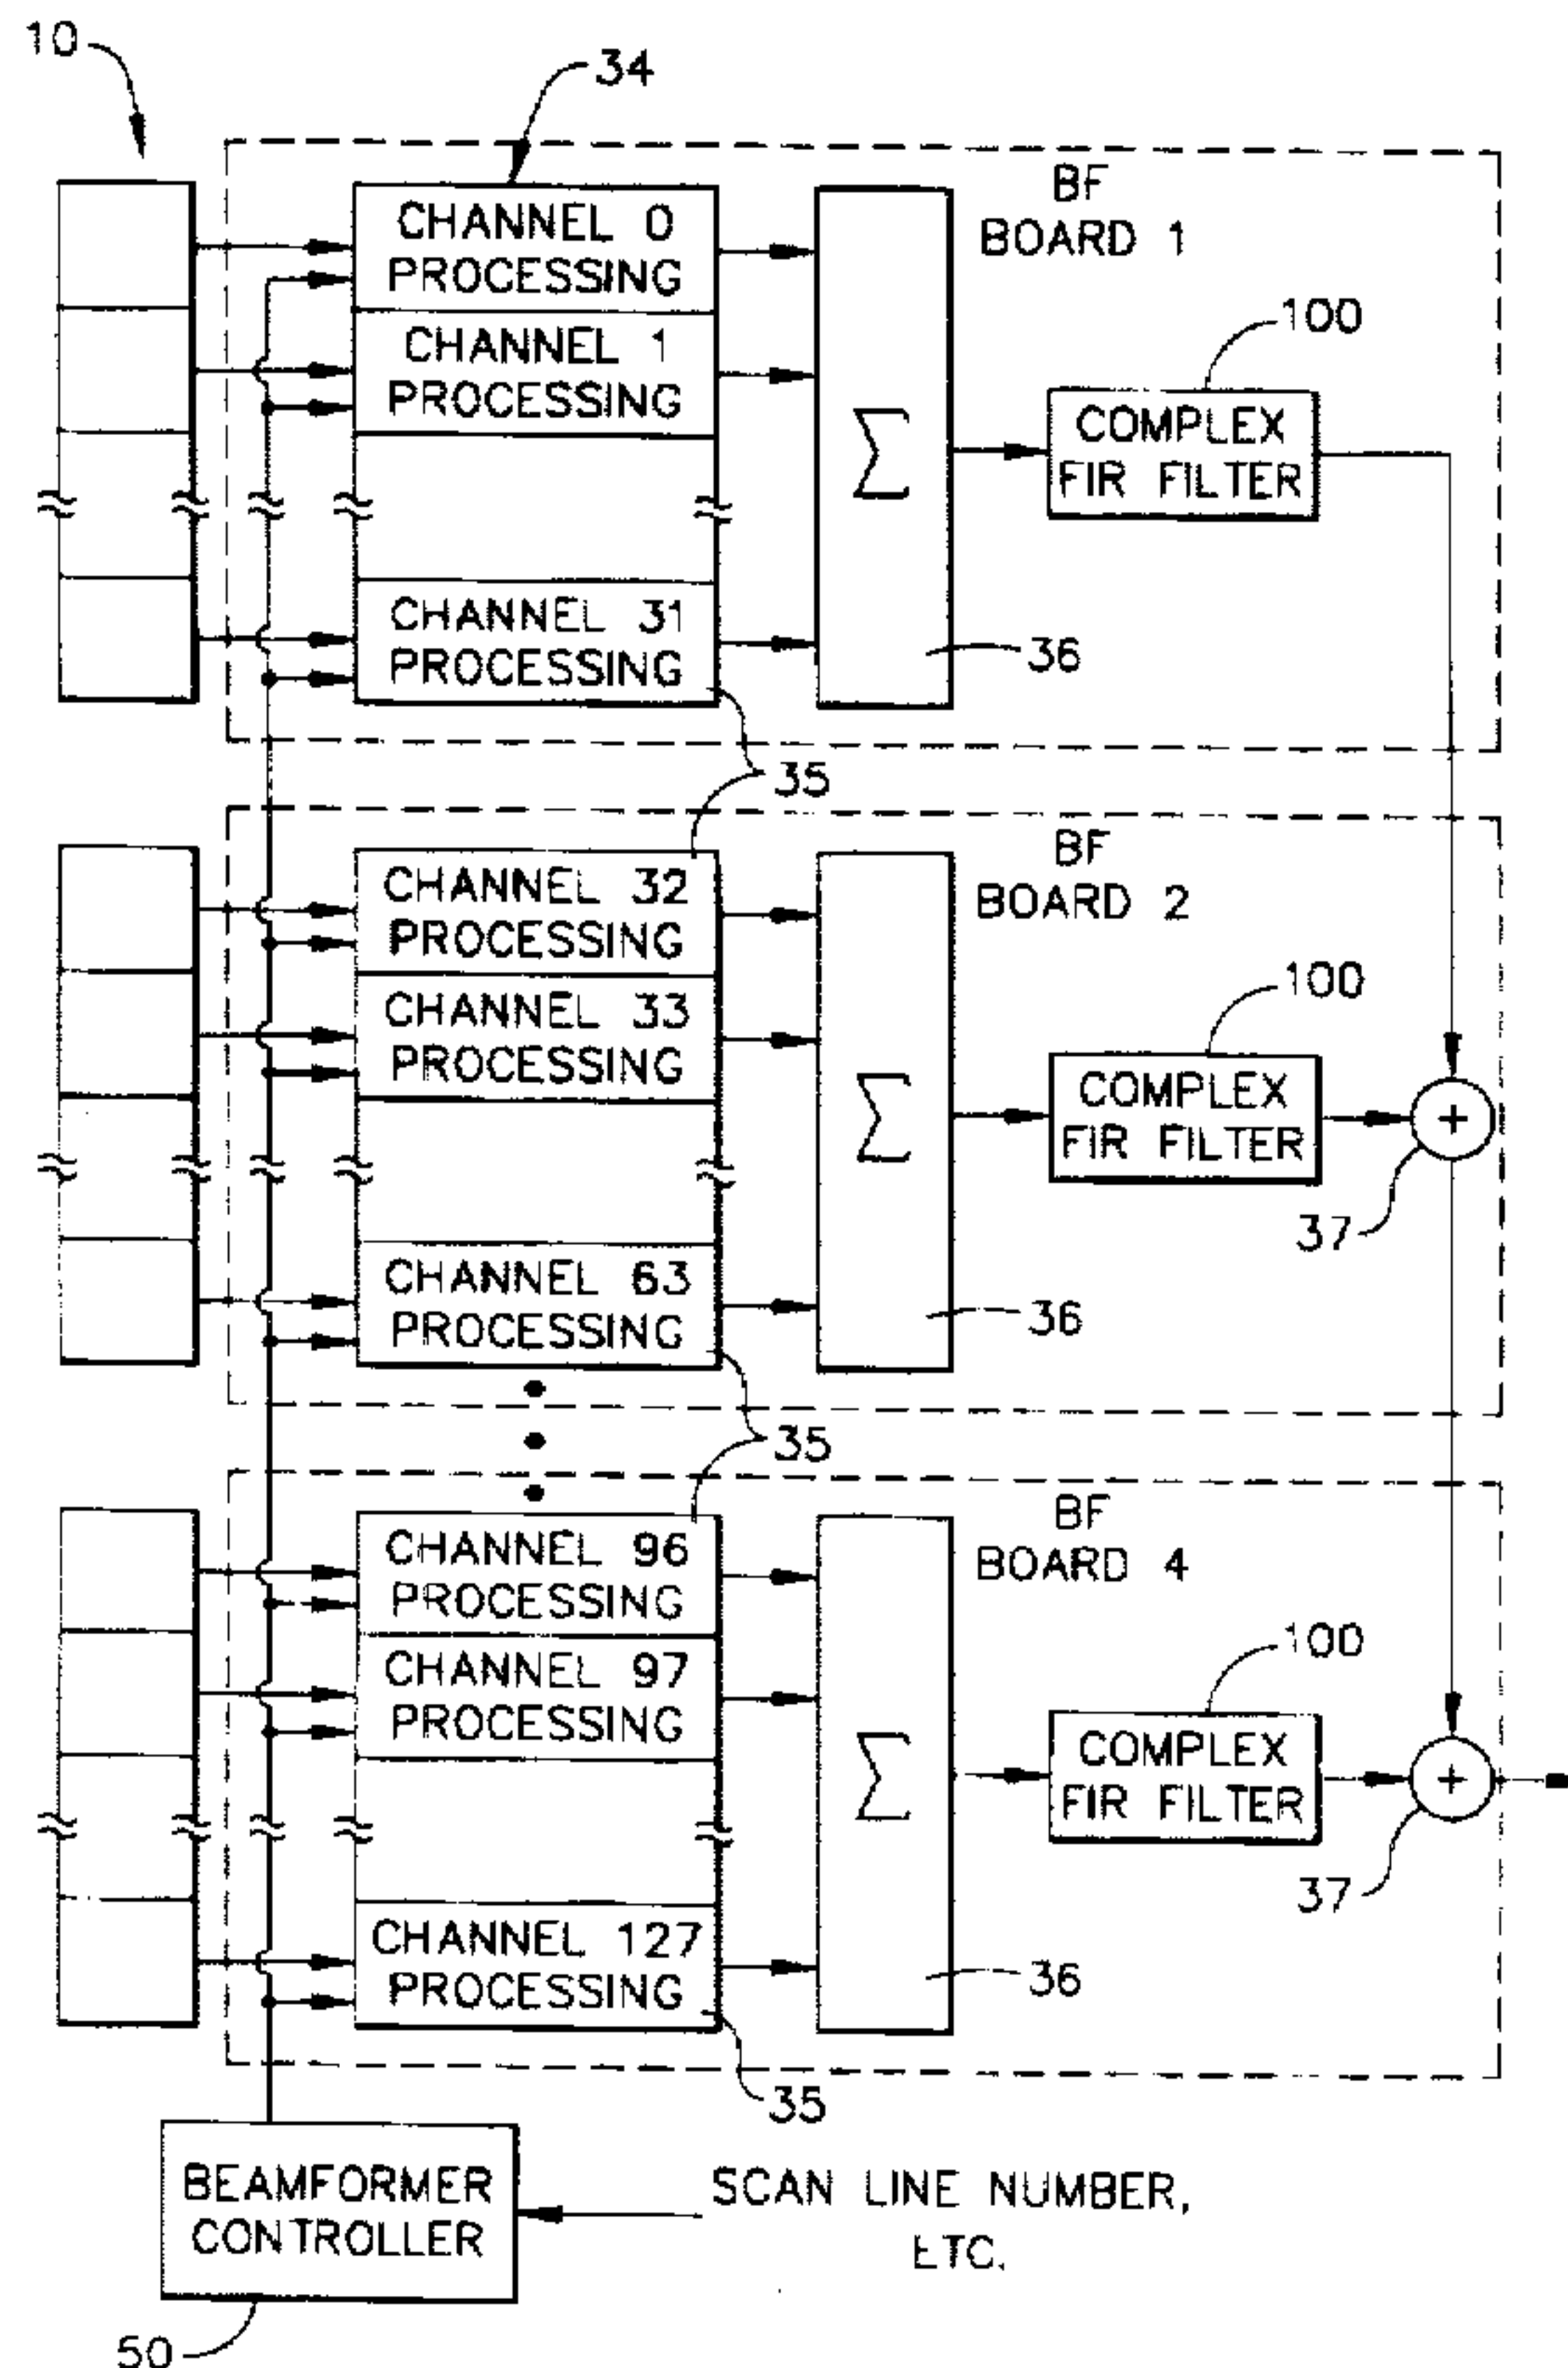 10
34
BF
BOARD 1
CHANNEL 0
PROCESSING
CHANNEL 1
PROCESSING
100
COMPLEX
FIR FILTER
Σ
CHANNEL 31
PROCESSING
36
35
BF
BOARD 2
CHANNEL 32
PROCESSING
CHANNEL 33
PROCESSING
100
COMPLEX
FIR FILTER
Σ
+
37
CHANNEL 63
PROCESSING
36
35
BF
BOARD 4
CHANNEL 96
PROCESSING
CHANNEL 97
PROCESSING
100
COMPLEX
FIR FILTER
Σ
+
37
CHANNEL 127
PROCESSING
36
35
BEAMFORMER
CONTROLLER
SCAN LINE NUMBER,
ETC.
50